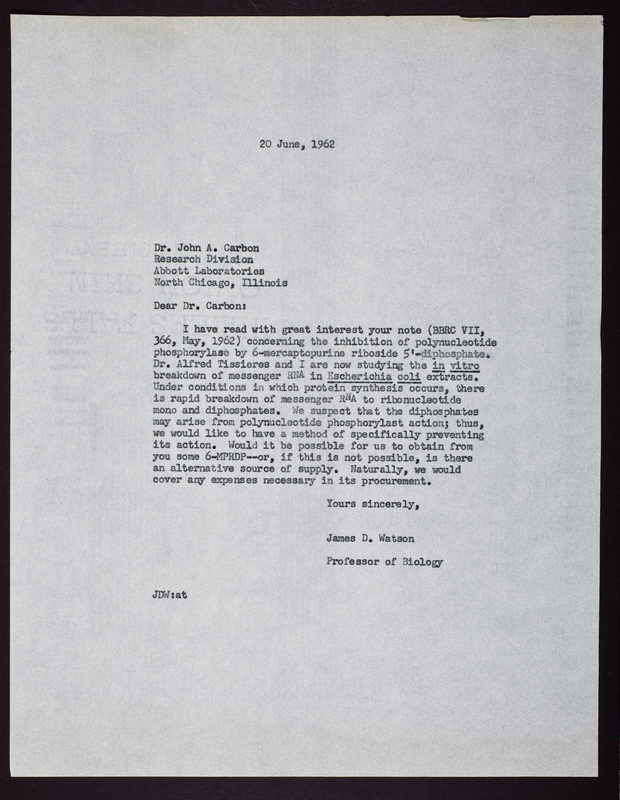 20 June, 1962
Dr. John A. Carbon
Research Division
Abbott Laboratories
North Chicago, Illinois
Dear Dr. Carbon:
I have read with great interest your note (BBRC VII,
366, May, 1962) concerning the inhibition of polynucleotide
phosphorylase by 6-mercaptopurine riboside 5'-diphosphate.
Dr. Alfred Tissieres and I are now studying the in vitro
breakdown of messenger RNA in Escherichia coli extracts.
Under conditions in which protein synthesis occurs, there
is rapid breakdown of messenger RNA to ribonucleotide
mono and diphosphates. We suspect that the diphosphates
may arise from polynucleotide phosphorylast action; thus,
we would like to have a method of specifically preventing
its action. Would it be possible for us to obtain from
you some 6-MPRDP--or, if this is not possible, is there
an alternative source of supply. Naturally, we would
cover any expenses necessary in its procurement.
Yours sincerely,
James D. Watson
Professor of Biology
JDW:at